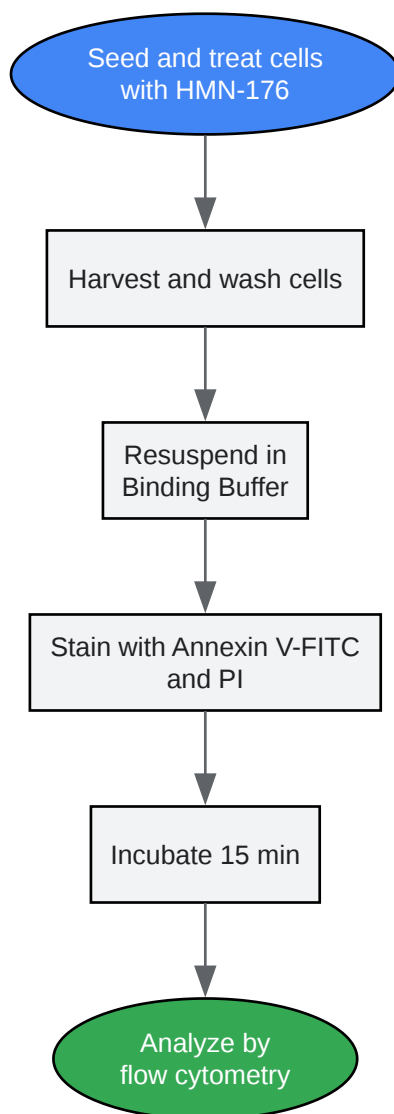 Seed and treat cells
with HMN-176
Harvest and wash cells
Resuspend in
Binding Buffer
Stain with Annexin V-FITC
and PI
Incubate 15 min
Analyze by
flow cytometry